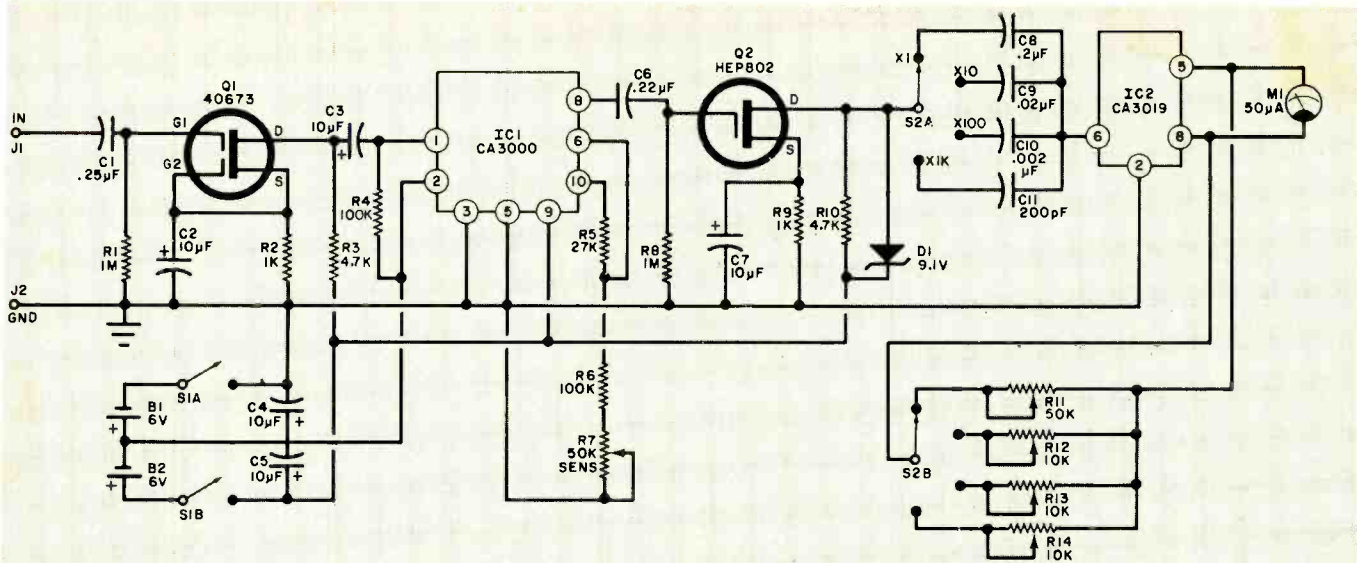 IN
J1
C1
.25µF
R1
1M
J2
GND
Q1
40673
G1
G2
D
S
C2
10µF
R2
1K
R3
4.7K
C3
10µF
R4
100K
IC1
CA3000
1
2
3
5
9
8
6
10
R5
27K
C6
.22µF
R8
1M
R6
100K
R7
50K
SENS
Q2
HEP802
D
S
C7
10µF
R9
1K
R10
4.7K
D1
9.1V
X1
X10
X100
X1K
S2A
C8
.2µF
C9
.02µF
C10
.002
µF
C11
200pF
IC2
CA3019
5
6
8
2
M1
50µA
S1A
B1
6V
B2
6V
S1B
C4
10µF
C5
10µF
S2B
R11
50K
R12
10K
R13
10K
R14
10K
+
+
+
+
+
+
+